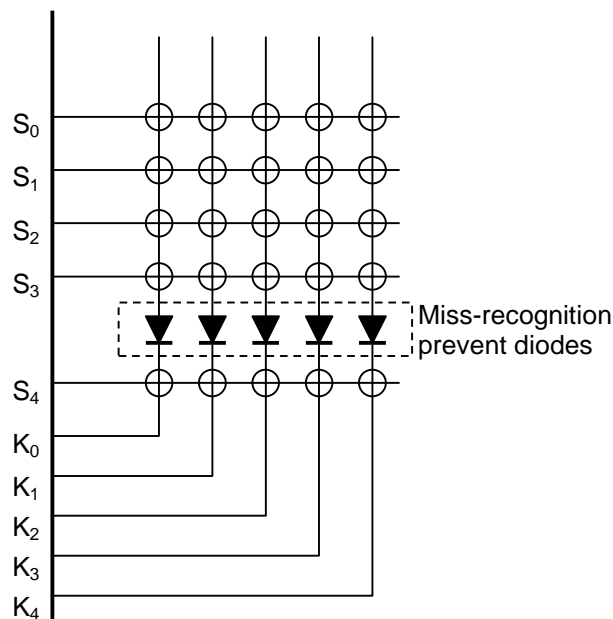 S₀
S₁
S₂
S₃
Miss-recognition
prevent diodes
S₄
K₀
K₁
K₂
K₃
K₄